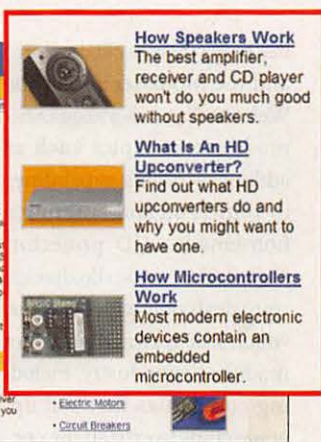 How Speakers Work
The best amplifier,
receiver and CD player
won't do you much good
without speakers.
What Is An HD
Upconverter?
Find out what HD
upconverters do and
why you might want to
have one.
How Microcontrollers
Work
Most modern electronic
devices contain an
embedded
microcontroller.
you
• Electric Motors
• Circuit Breakers